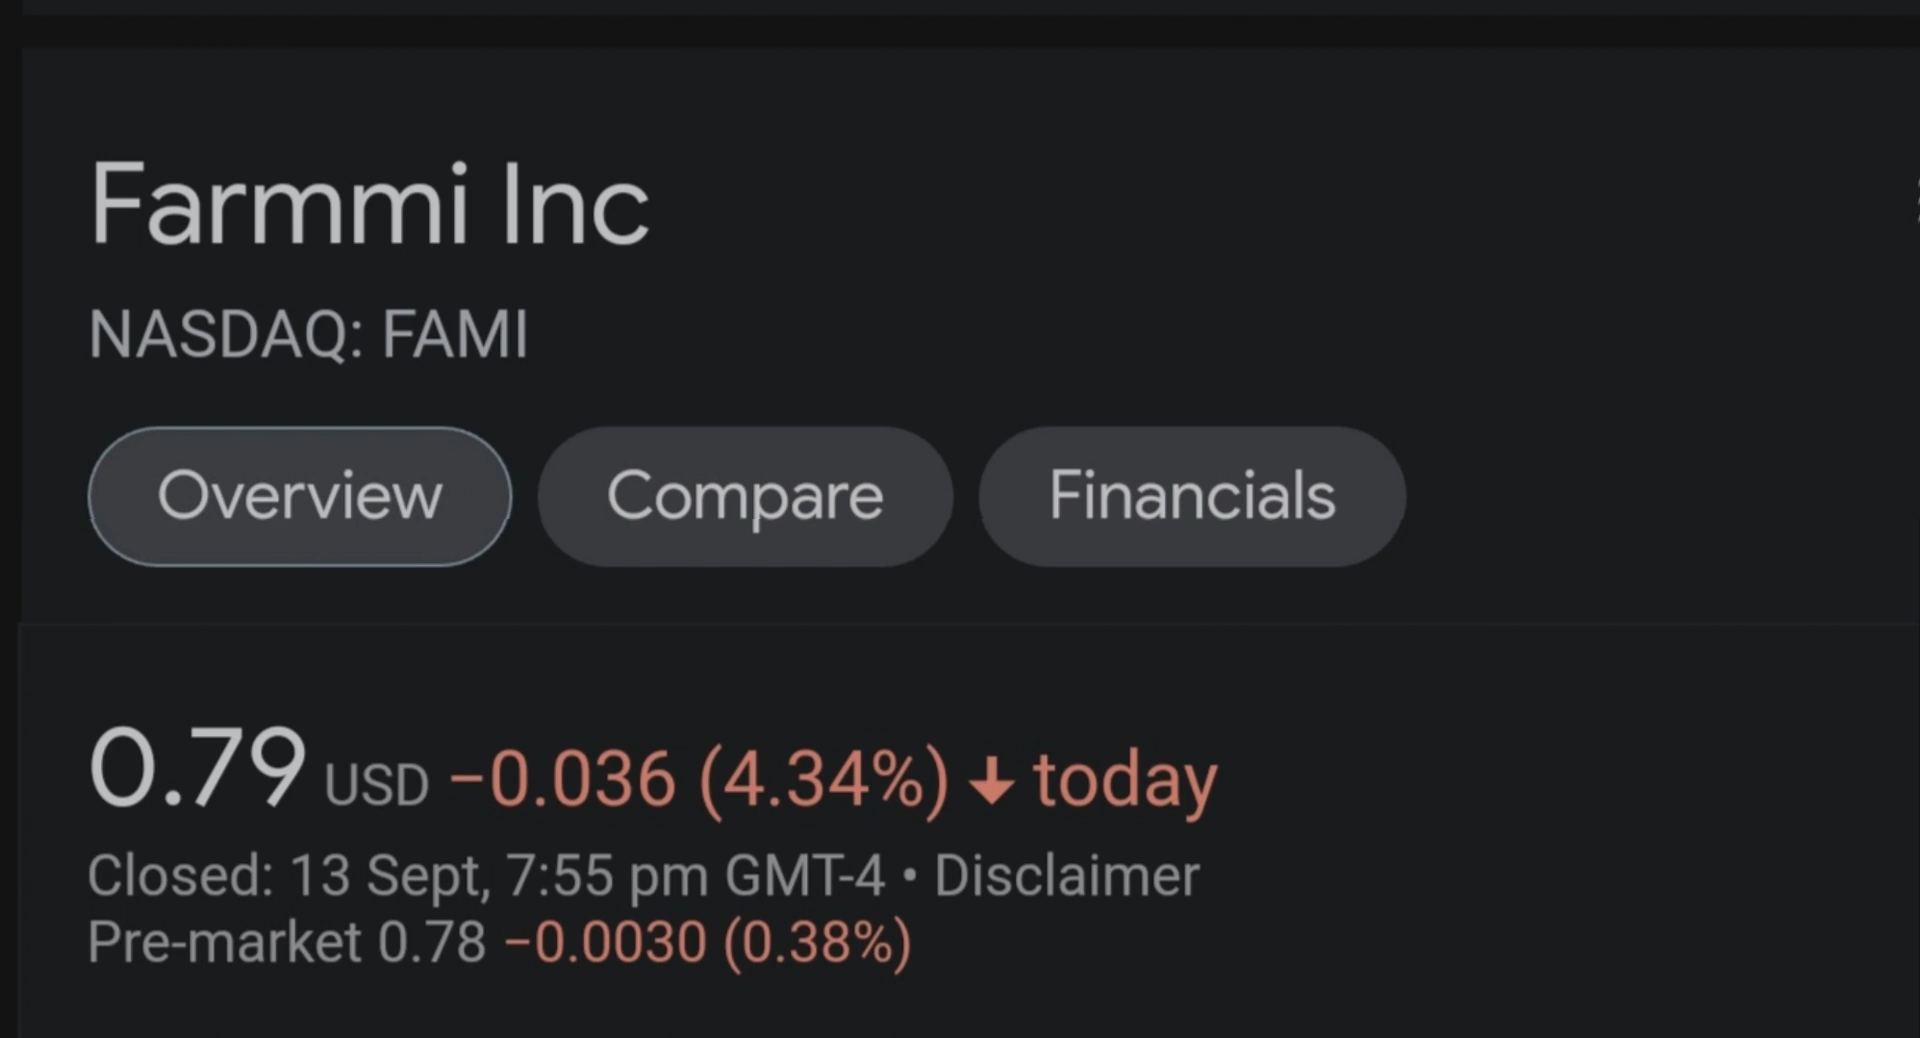 Farmmi Inc
NASDAQ: FAMI
Overview Compare Financials
0.79 USD −0.036 (4.34%) ↓ today
Closed: 13 Sept, 7:55 pm GMT-4 • Disclaimer
Pre-market 0.78 −0.0030 (0.38%)